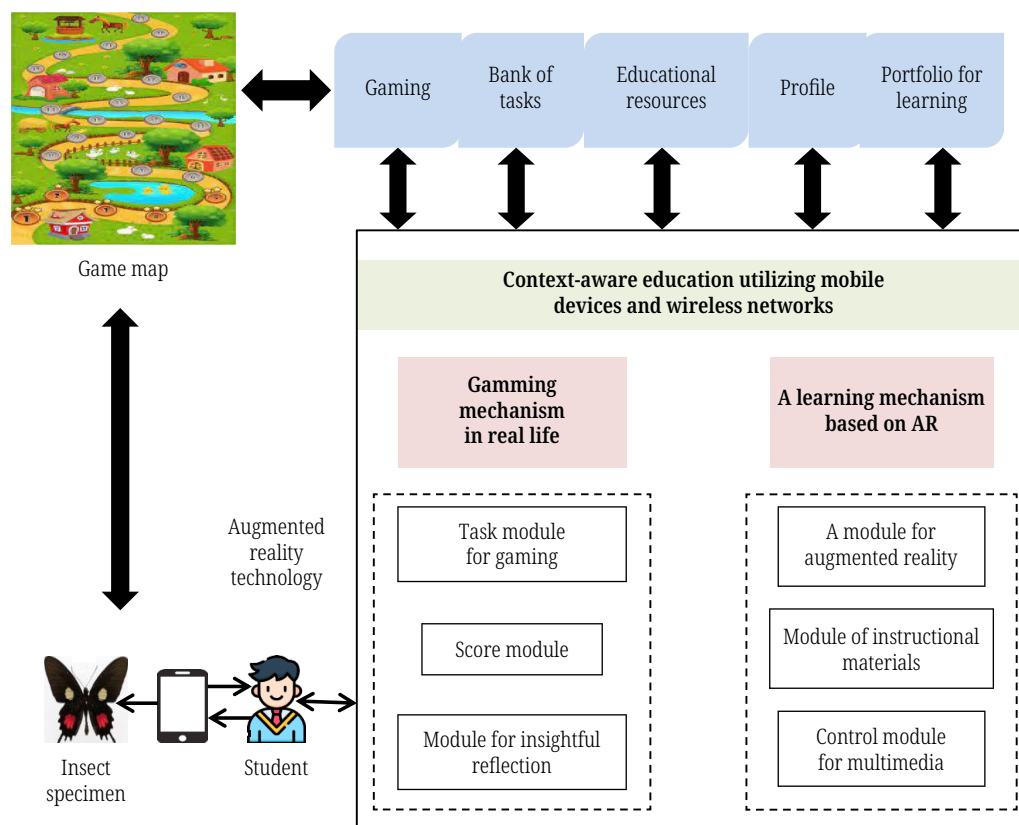 Gaming
Bank of
tasks
Educational
resources
Profile
Portfolio for
learning
Game map
Context-aware education utilizing mobile
devices and wireless networks
Gamming
mechanism
in real life
A learning mechanism
based on AR
Augmented
reality
technology
Task module
for gaming
A module for
augmented reality
Score module
Module of instructional
materials
Module for insightful
reflection
Control module
for multimedia
Insect
specimen
Student